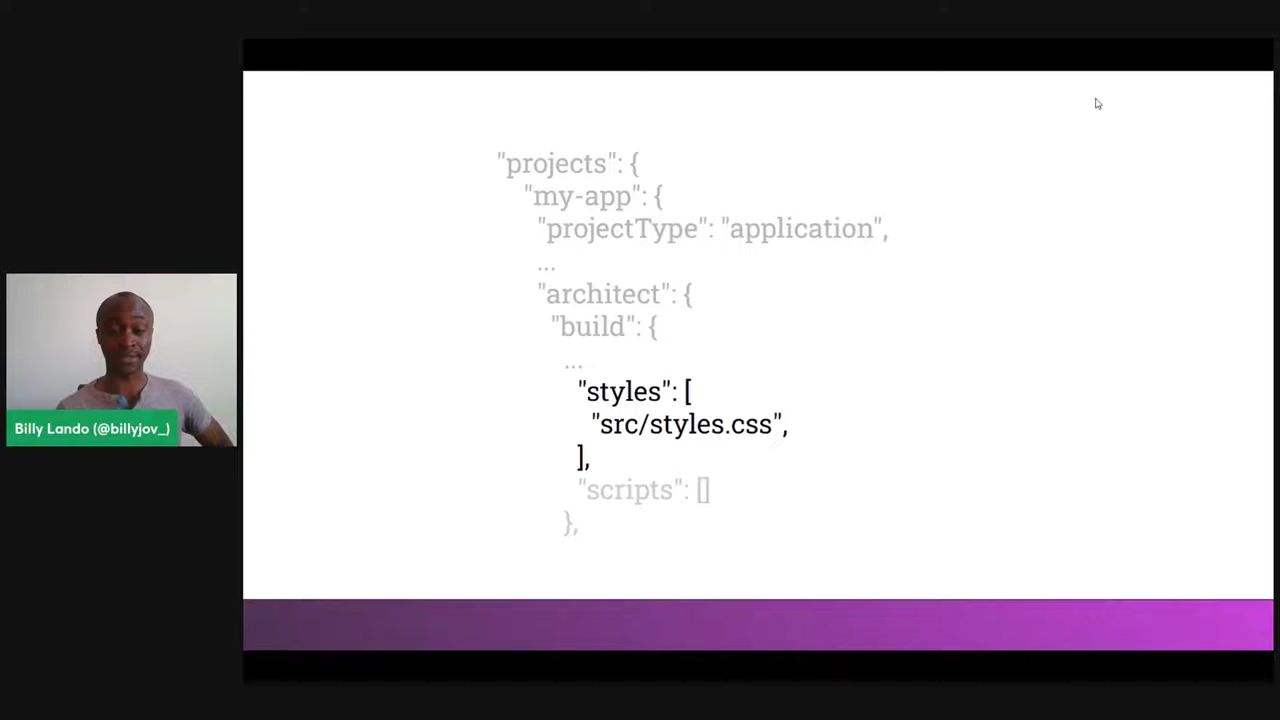 "projects": {
"my-app": {
"projectType": "application",
...
"architect": {
"build": {
...
"styles": [
"src/styles.css",
],
"scripts": []
},
Billy Lando (@billyjov_)